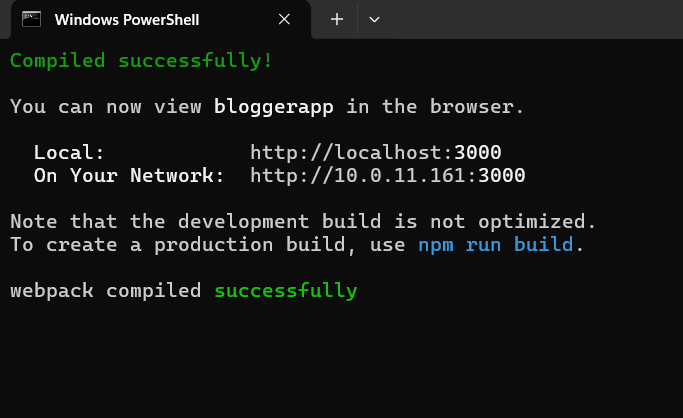 Windows PowerShell
Compiled successfully!
You can now view bloggerapp in the browser.
Local: http://localhost:3000
On Your Network: http://10.0.11.161:3000
Note that the development build is not optimized.
To create a production build, use npm run build.
webpack compiled successfully